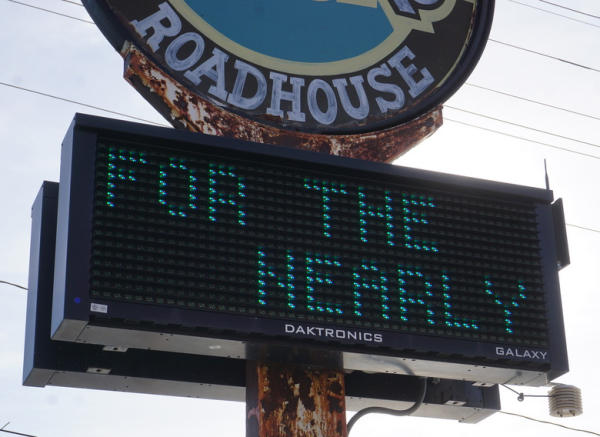 ROADHOUSE
FOR THE
NEARLY
DAKTRONICS
GALAXY